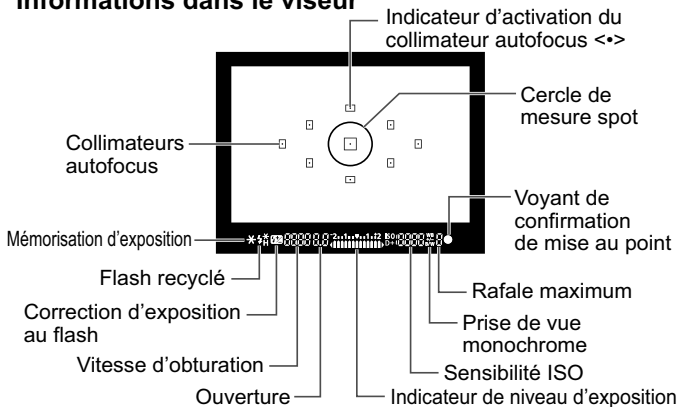 Informations dans le viseur
Indicateur d'activation du
collimateur autofocus <•>
Cercle de
mesure spot
Collimateurs
autofocus
Voyant de
confirmation
de mise au point
Mémorisation d'exposition
Flash recyclé
Rafale maximum
Correction d'exposition
au flash
Prise de vue
monochrome
Vitesse d'obturation
Sensibilité ISO
Ouverture
Indicateur de niveau d'exposition